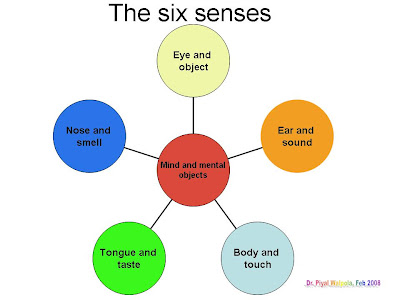 The six senses
Eye and
object
Nose and
smell
Ear and
sound
Mind and mental
objects
Tongue and
taste
Body and
touch
Dr. Piyal
Feb 2008